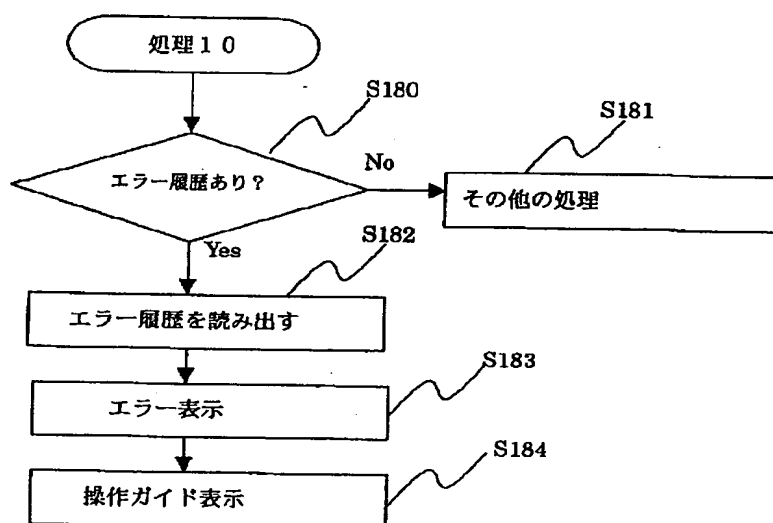 処理１０
S180
エラー履歴あり？
No
S181
その他の処理
Yes
S182
エラー履歴を読み出す
S183
エラー表示
S184
操作ガイド表示